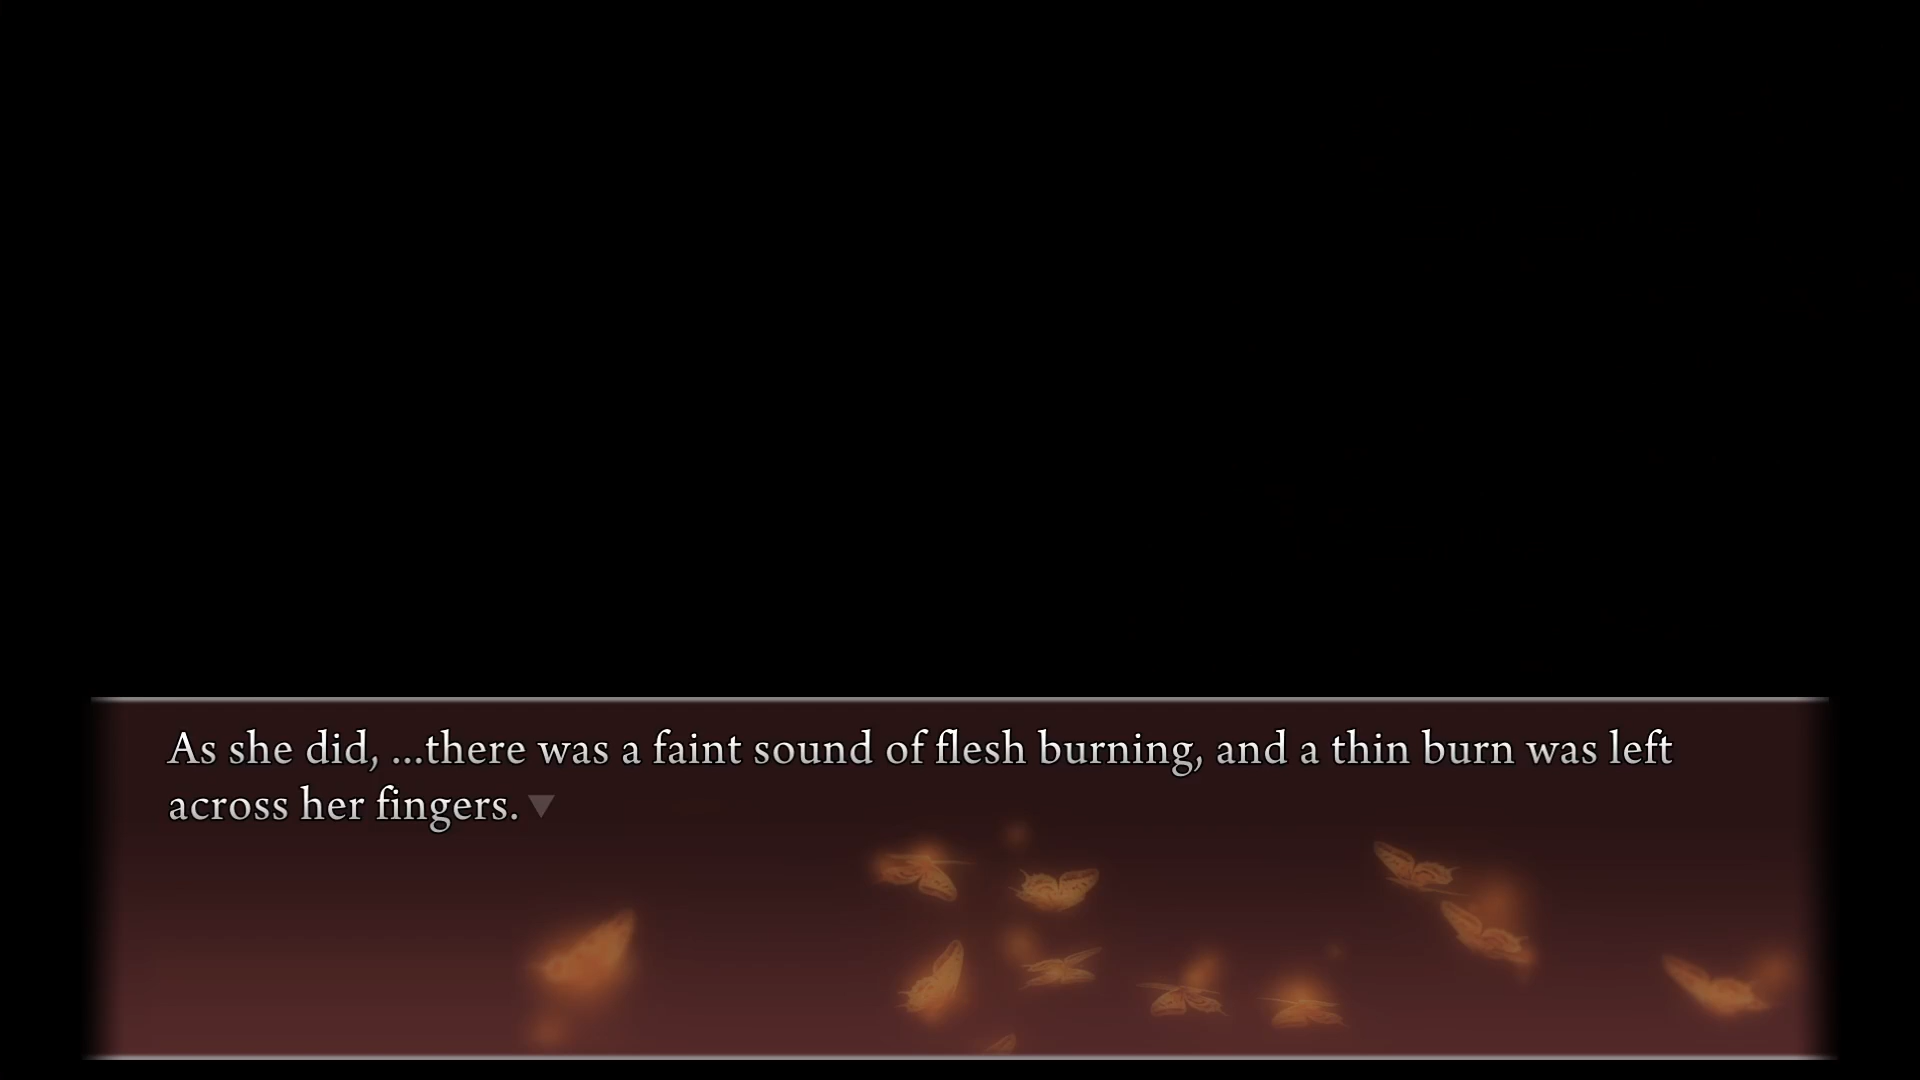 As she did, ...there was a faint sound of flesh burning, and a thin burn was left
across her fingers.